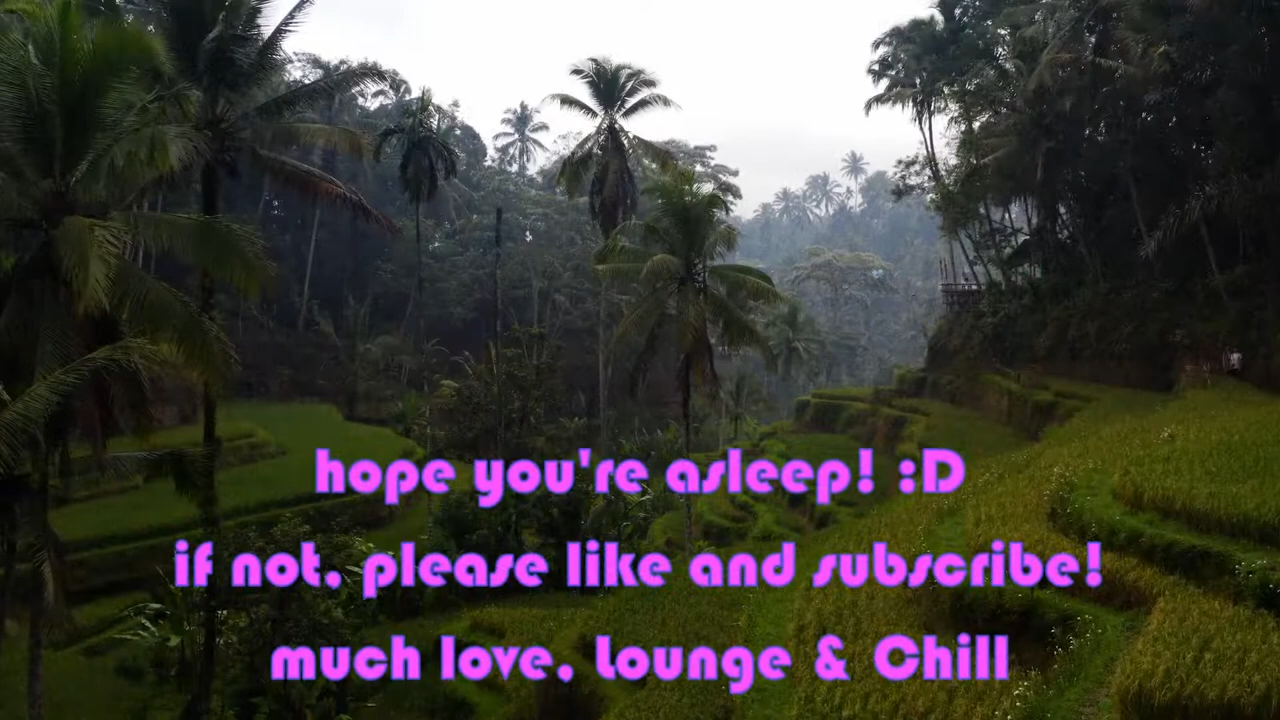 hope you're asleep! :D
if not, please like and subscribe!
much love, Lounge & Chill